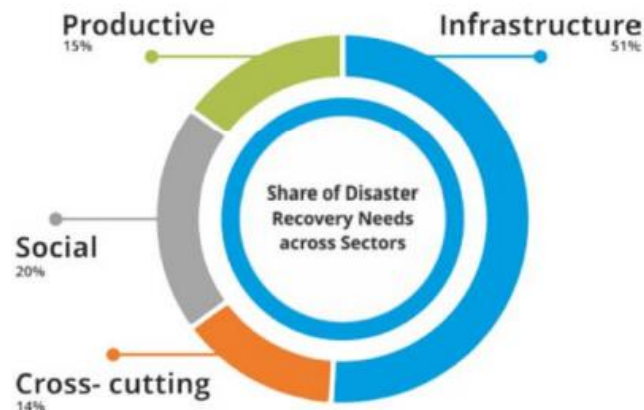 Productive
15%
Infrastructure
51%
Share of Disaster
Recovery Needs
across Sectors
Social
20%
Cross- cutting
14%